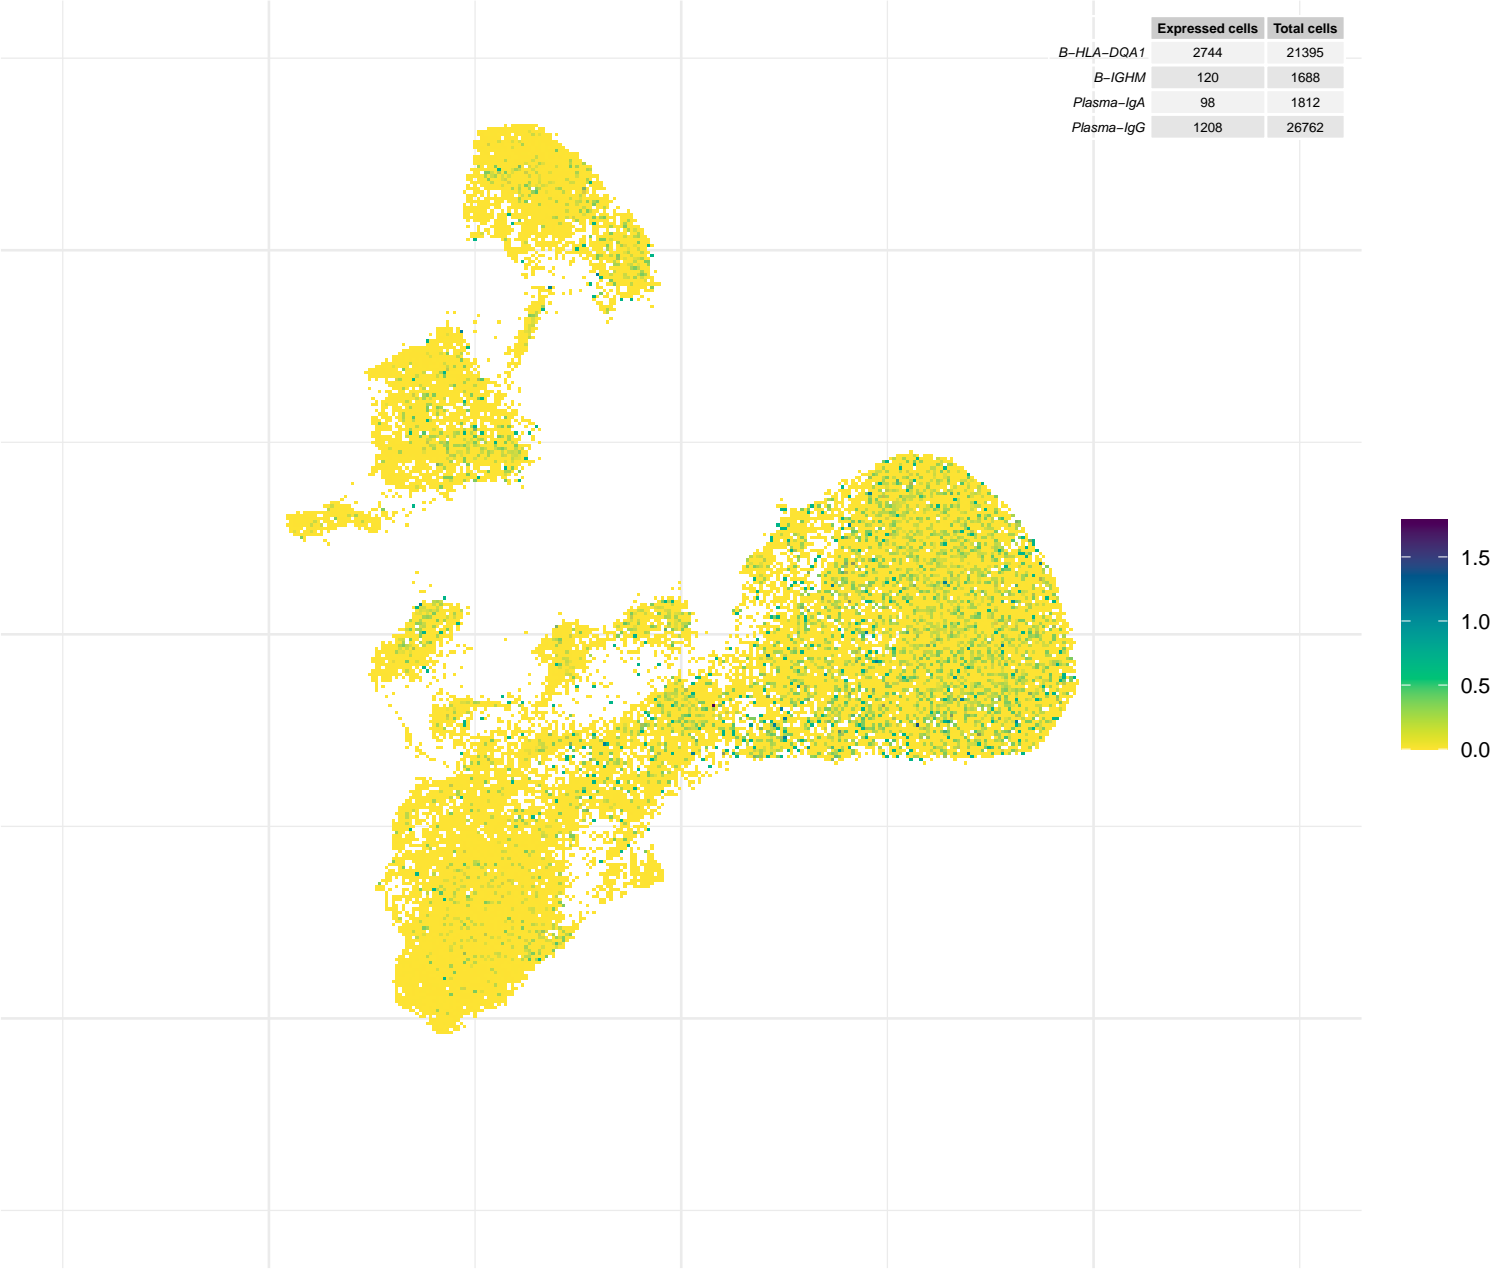 Expressed cells Total cells
B−HLA−DQA1 2744 21395
B−IGHM 120 1688
Plasma−IgA 98 1812
Plasma−IgG 1208 26762
1.5
1.0
0.5
0.0